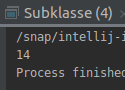 Subklasse (4)
/snap/intellij-i
14
Process finished